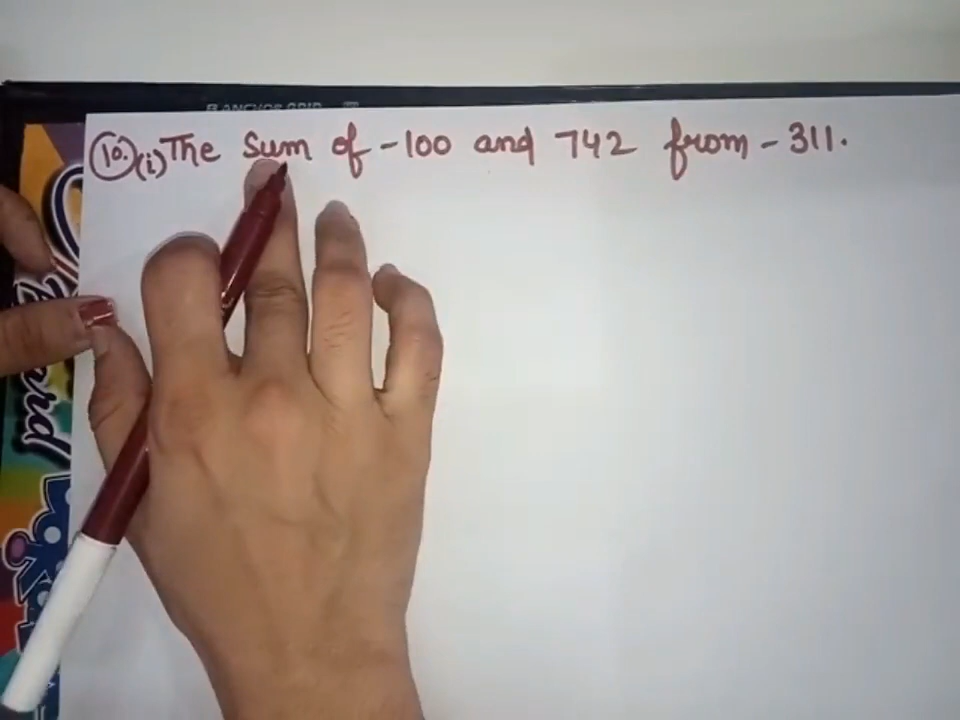 10. (i) The Sum of -100 and 742 from - 311.